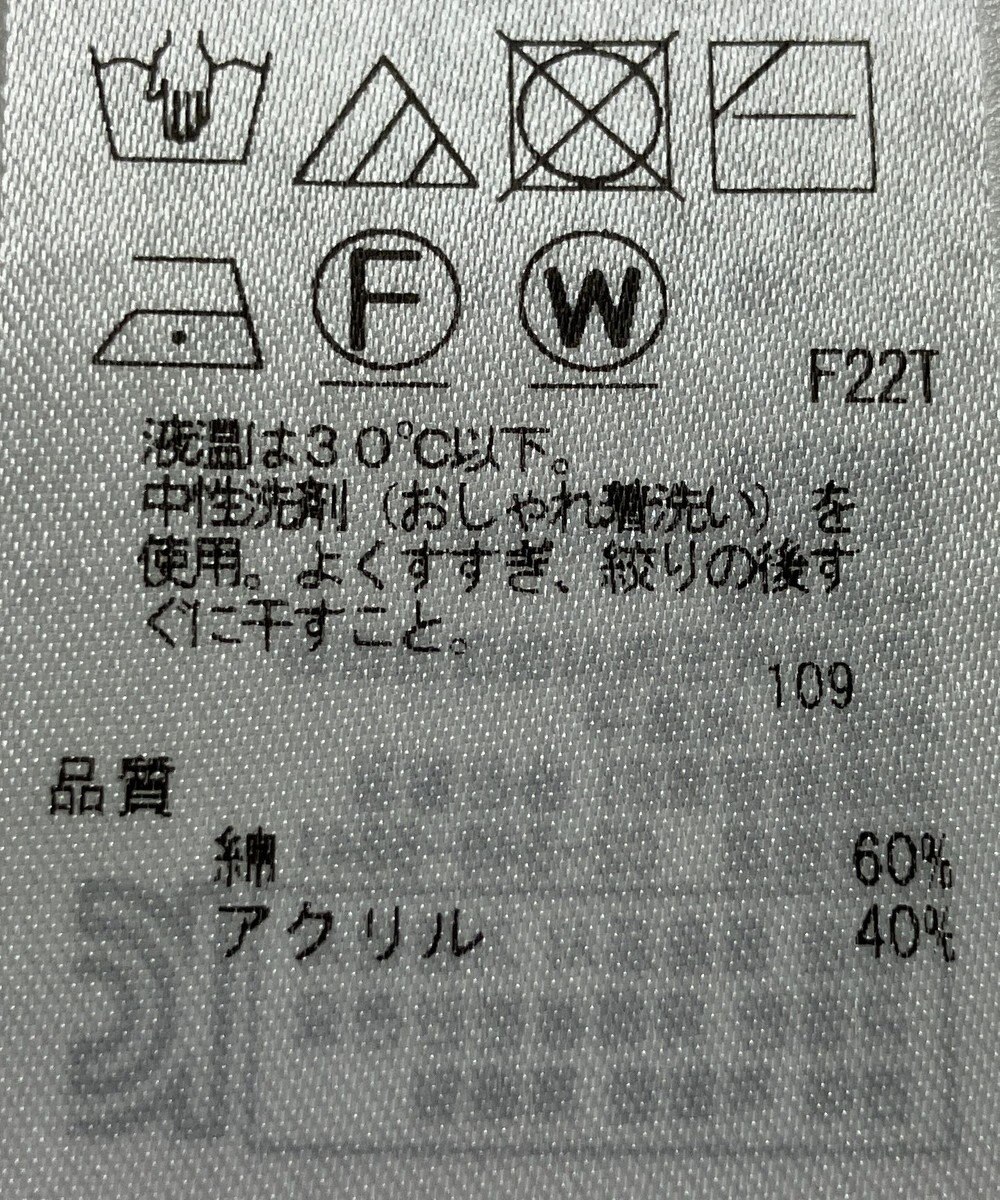 F W
F22T
液温は30℃以下。
中性洗剤（おしゃれ着洗い）を
使用。よくすすぎ、絞りの後す
ぐに干すこと。
109
品質
綿 60%
アクリル 40%